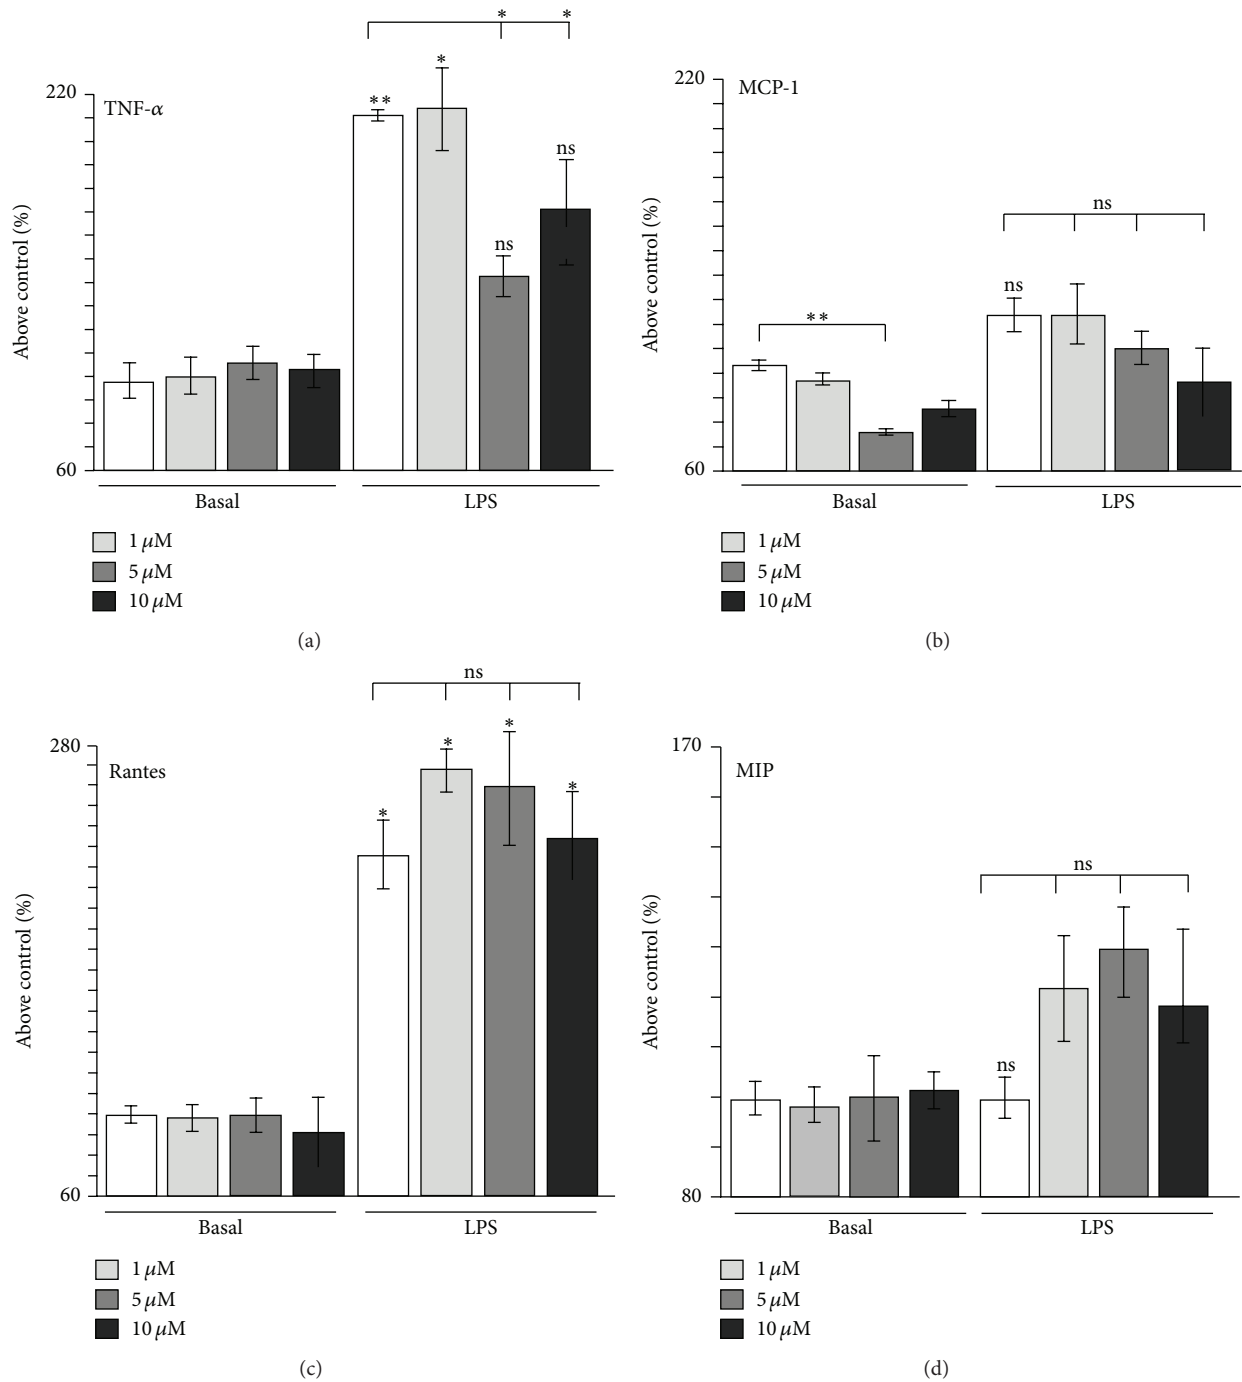 * *
220
TNF-α
** * ns ns
Above control (%)
60
Basal LPS
1 μM
5 μM
10 μM
(a)
220
MCP-1
ns
** ns
Above control (%)
60
Basal LPS
1 μM
5 μM
10 μM
(b)
ns
280
Rantes
* * * *
Above control (%)
60
Basal LPS
1 μM
5 μM
10 μM
(c)
170
MIP
ns
ns
Above control (%)
80
Basal LPS
1 μM
5 μM
10 μM
(d)